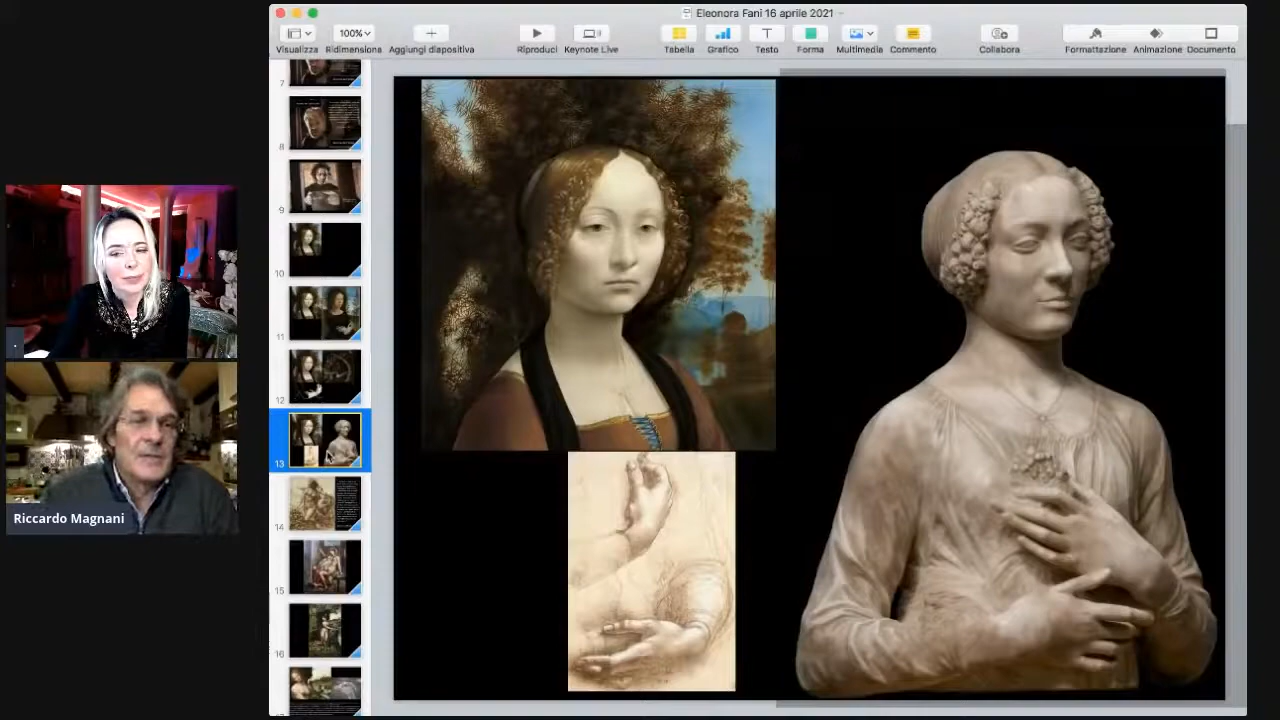 Eleonora Fani 16 aprile 2021
Visualizza
100%
Ridimensiona
Aggiungi diapositiva
Riproduci
Keynote Live
Tabella
Grafico
Testo
Forma
Multimedia
Commento
Collabora
Formattazione
Animazione
Documento
7
8
9
10
11
12
13
14
15
16
Riccardo Magnani